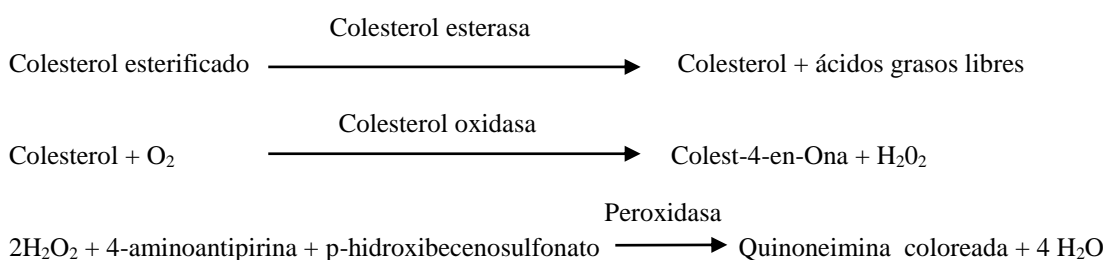 Colesterol esterasa
Colesterol esterificado Colesterol + ácidos grasos libres
Colesterol oxidasa
Colesterol + O₂ Colest-4-en-Ona + H₂0₂
Peroxidasa
2H₂O₂ + 4-aminoantipirina + p-hidroxibecenosulfonato Quinoneimina coloreada + 4 H₂O